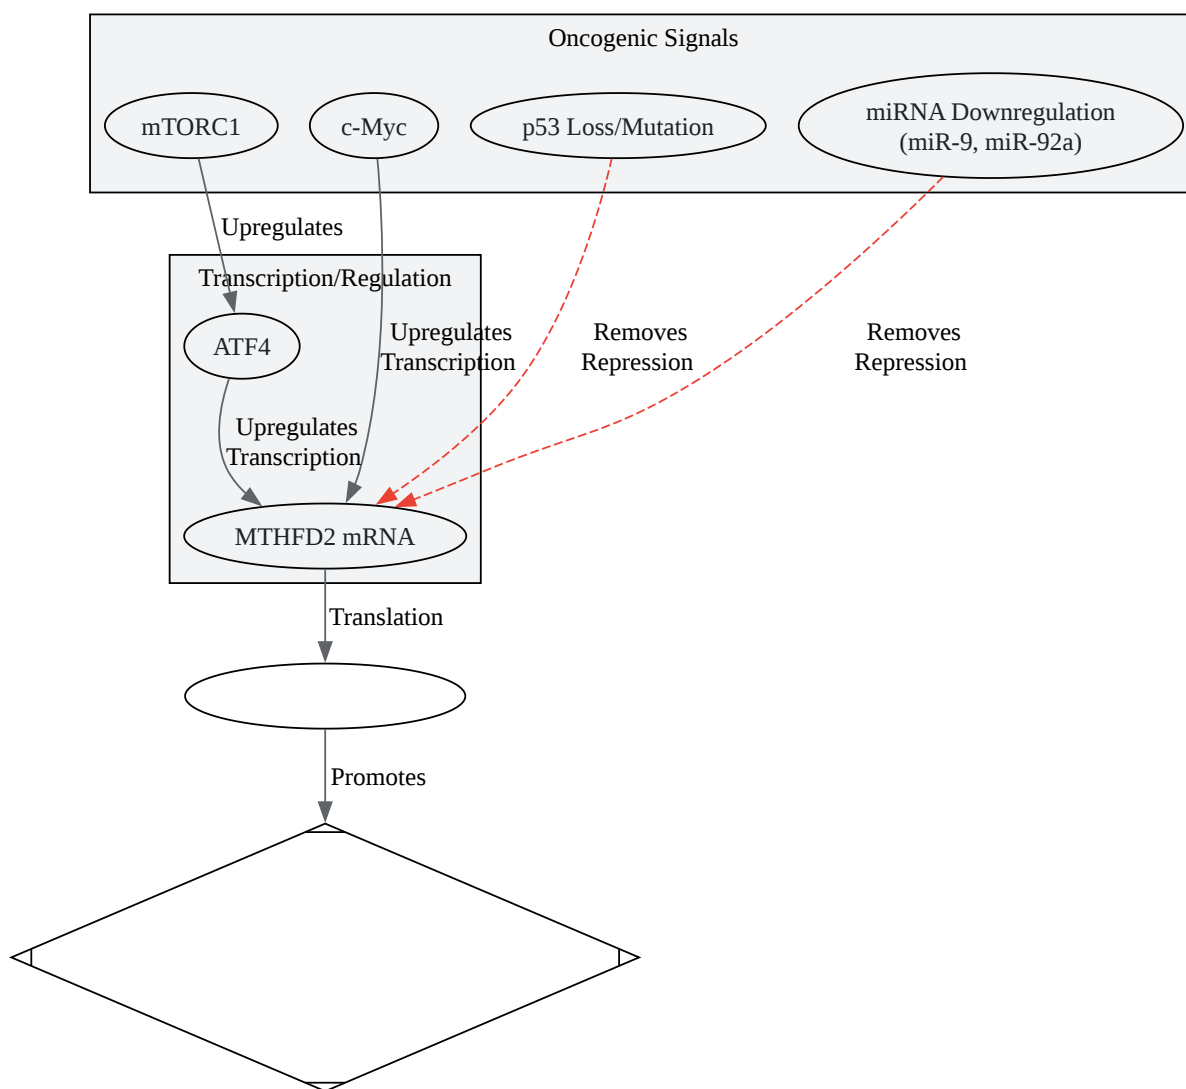 Oncogenic Signals
mTORC1
c-Myc
p53 Loss/Mutation
miRNA Downregulation
(miR-9, miR-92a)
Upregulates
Transcription/Regulation
ATF4
Upregulates
Transcription
Removes
Repression
Removes
Repression
Upregulates
Transcription
MTHFD2 mRNA
Translation
Promotes